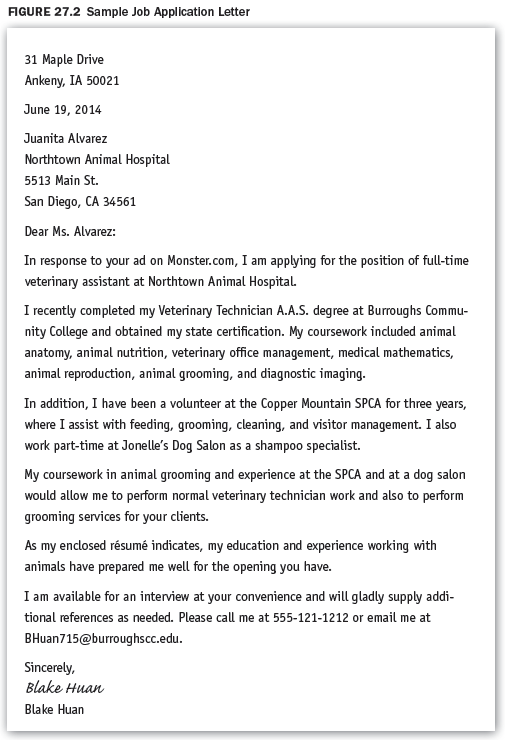 FIGURE 27.2 Sample Job Application Letter
31 Maple Drive
Ankeny, IA 50021
June 19, 2014
Juanita Alvarez
Northtown Animal Hospital
5513 Main St.
San Diego, CA 34561
Dear Ms. Alvarez:
In response to your ad on Monster.com, I am applying for the position of full-time
veterinary assistant at Northtown Animal Hospital.
I recently completed my Veterinary Technician A.A.S. degree at Burroughs Commu-
nity College and obtained my state certification. My coursework included animal
anatomy, animal nutrition, veterinary office management, medical mathematics,
animal reproduction, animal grooming, and diagnostic imaging.
In addition, I have been a volunteer at the Copper Mountain SPCA for three years,
where I assist with feeding, grooming, cleaning, and visitor management. I also
work part-time at Jonelle's Dog Salon as a shampoo specialist.
My coursework in animal grooming and experience at the SPCA and at a dog salon
would allow me to perform normal veterinary technician work and also to perform
grooming services for your clients.
As my enclosed résumé indicates, my education and experience working with
animals have prepared me well for the opening you have.
I am available for an interview at your convenience and will gladly supply addi-
tional references as needed. Please call me at 555-121-1212 or email me at
BHuan715@burroughscc.edu.
Sincerely,
Blake Huan
Blake Huan